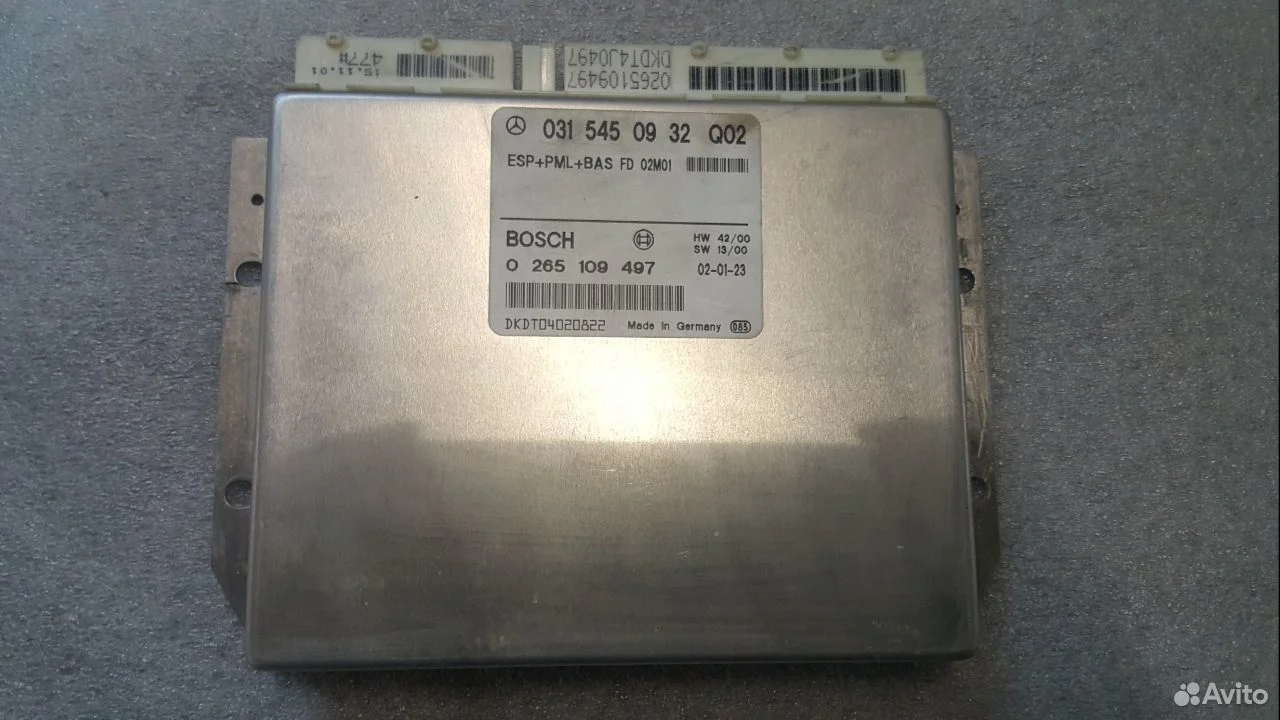 15.11.01
477#
DKDT4J0497
0265109497
031 545 09 32 Q02
ESP+PML+BAS FD 02M01
BOSCH
HW 42/00
SW 13/00
0 265 109 497
02-01-23
DKDT04020822 Made in Germany 085
Avito